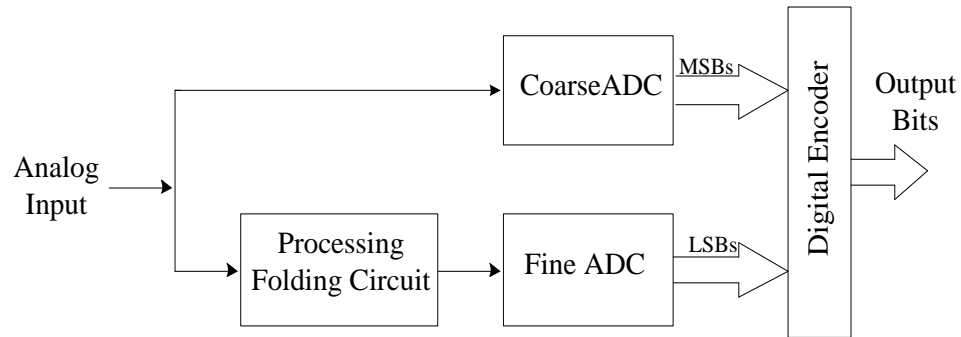 CoarseADC
MSBs
Digital Encoder
Output
Bits
Analog
Input
Processing
Folding Circuit
Fine ADC
LSBs